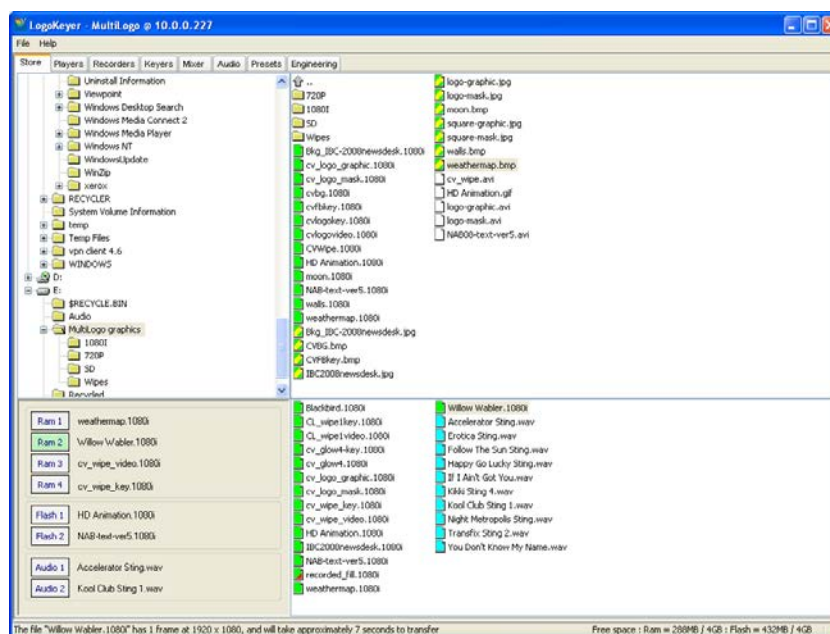 LogoKeyer - MultiLogo @ 10.0.0.227
File Help
Store Players Recorders Keyers Mixer Audio Presets Engineering
Uninstall Information
Viewpoint
Windows Desktop Search
Windows Media Connect 2
Windows Media Player
Windows NT
WindowsUpdate
WinZip
xerox
RECYCLER
System Volume Information
temp
Temp Files
vpn client 4.6
WINDOWS
D:
E:
$RECYCLE.BIN
Audio
MultiLogo graphics
1080I
720P
SD
Wipes
Recycled
..
720P
1080I
SD
Wipes
Bkg_IBC-2008newsdesk.1080i
cv_logo_graphic.1080i
cv_logo_mask.1080i
cvbg.1080i
cvfbkey.1080i
cvlogokey.1080i
cvlogovideo.1080i
CVWipe.1080i
HD Animation.1080i
moon.1080i
NAB-text-ver5.1080i
walls.1080i
weathermap.1080i
Bkg_IBC-2008newsdesk.jpg
CVBG.bmp
CVFBkey.bmp
IBC2008newsdesk.jpg
logo-graphic.jpg
logo-mask.jpg
moon.bmp
square-graphic.jpg
square-mask.jpg
walls.bmp
weathermap.bmp
cv_wipe.avi
HD Animation.gif
logo-graphic.avi
logo-mask.avi
NAB08-text-ver5.avi
Ram 1 weathermap.1080i
Ram 2 Willow Wabler.1080i
Ram 3 cv_wipe_video.1080i
Ram 4 cv_wipe_key.1080i
Flash 1 HD Animation.1080i
Flash 2 NAB-text-ver5.1080i
Audio 1 Accelerator Sting.wav
Audio 2 Kool Club Sting 1.wav
Blackbird.1080i
CL_wipe1key.1080i
CL_wipe1video.1080i
cv_glow4-key.1080i
cv_glow4.1080i
cv_logo_graphic.1080i
cv_logo_mask.1080i
cv_wipe_key.1080i
cv_wipe_video.1080i
HD Animation.1080i
IBC2008newsdesk.1080i
NAB-text-ver5.1080i
recorded_fill.1080i
weathermap.1080i
Willow Wabler.1080i
Accelerator Sting.wav
Erotica Sting.wav
Follow The Sun Sting.wav
Happy Go Lucky Sting.wav
If I Ain't Got You.wav
Kikki Sting 4.wav
Kool Club Sting 1.wav
Night Metropolis Sting.wav
Transfix Sting 2.wav
You Don't Know My Name.wav
The file "Willow Wabler.1080i" has 1 frame at 1920 x 1080, and will take approximately 7 seconds to transfer
Free space : Ram = 288MB / 4GB : Flash = 432MB / 4GB